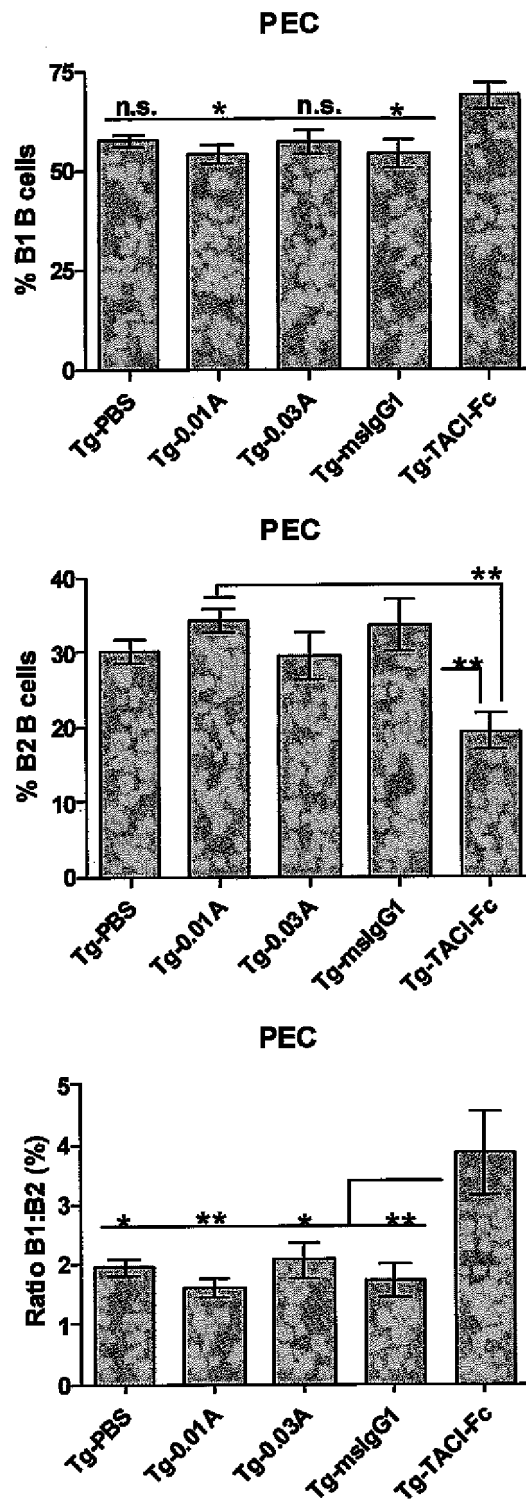 PEC
75
50
25
0
% B1 B cells
n.s. * n.s. *
Tg-PBS
Tg-0.01A
Tg-0.03A
Tg-msIgG1
Tg-TACI-Fc
PEC
40
30
20
10
0
% B2 B cells
**
**
Tg-PBS
Tg-0.01A
Tg-0.03A
Tg-msIgG1
Tg-TACI-Fc
PEC
5
4
3
2
1
0
Ratio B1:B2 (%)
* ** * **
Tg-PBS
Tg-0.01A
Tg-0.03A
Tg-msIgG1
Tg-TACI-Fc